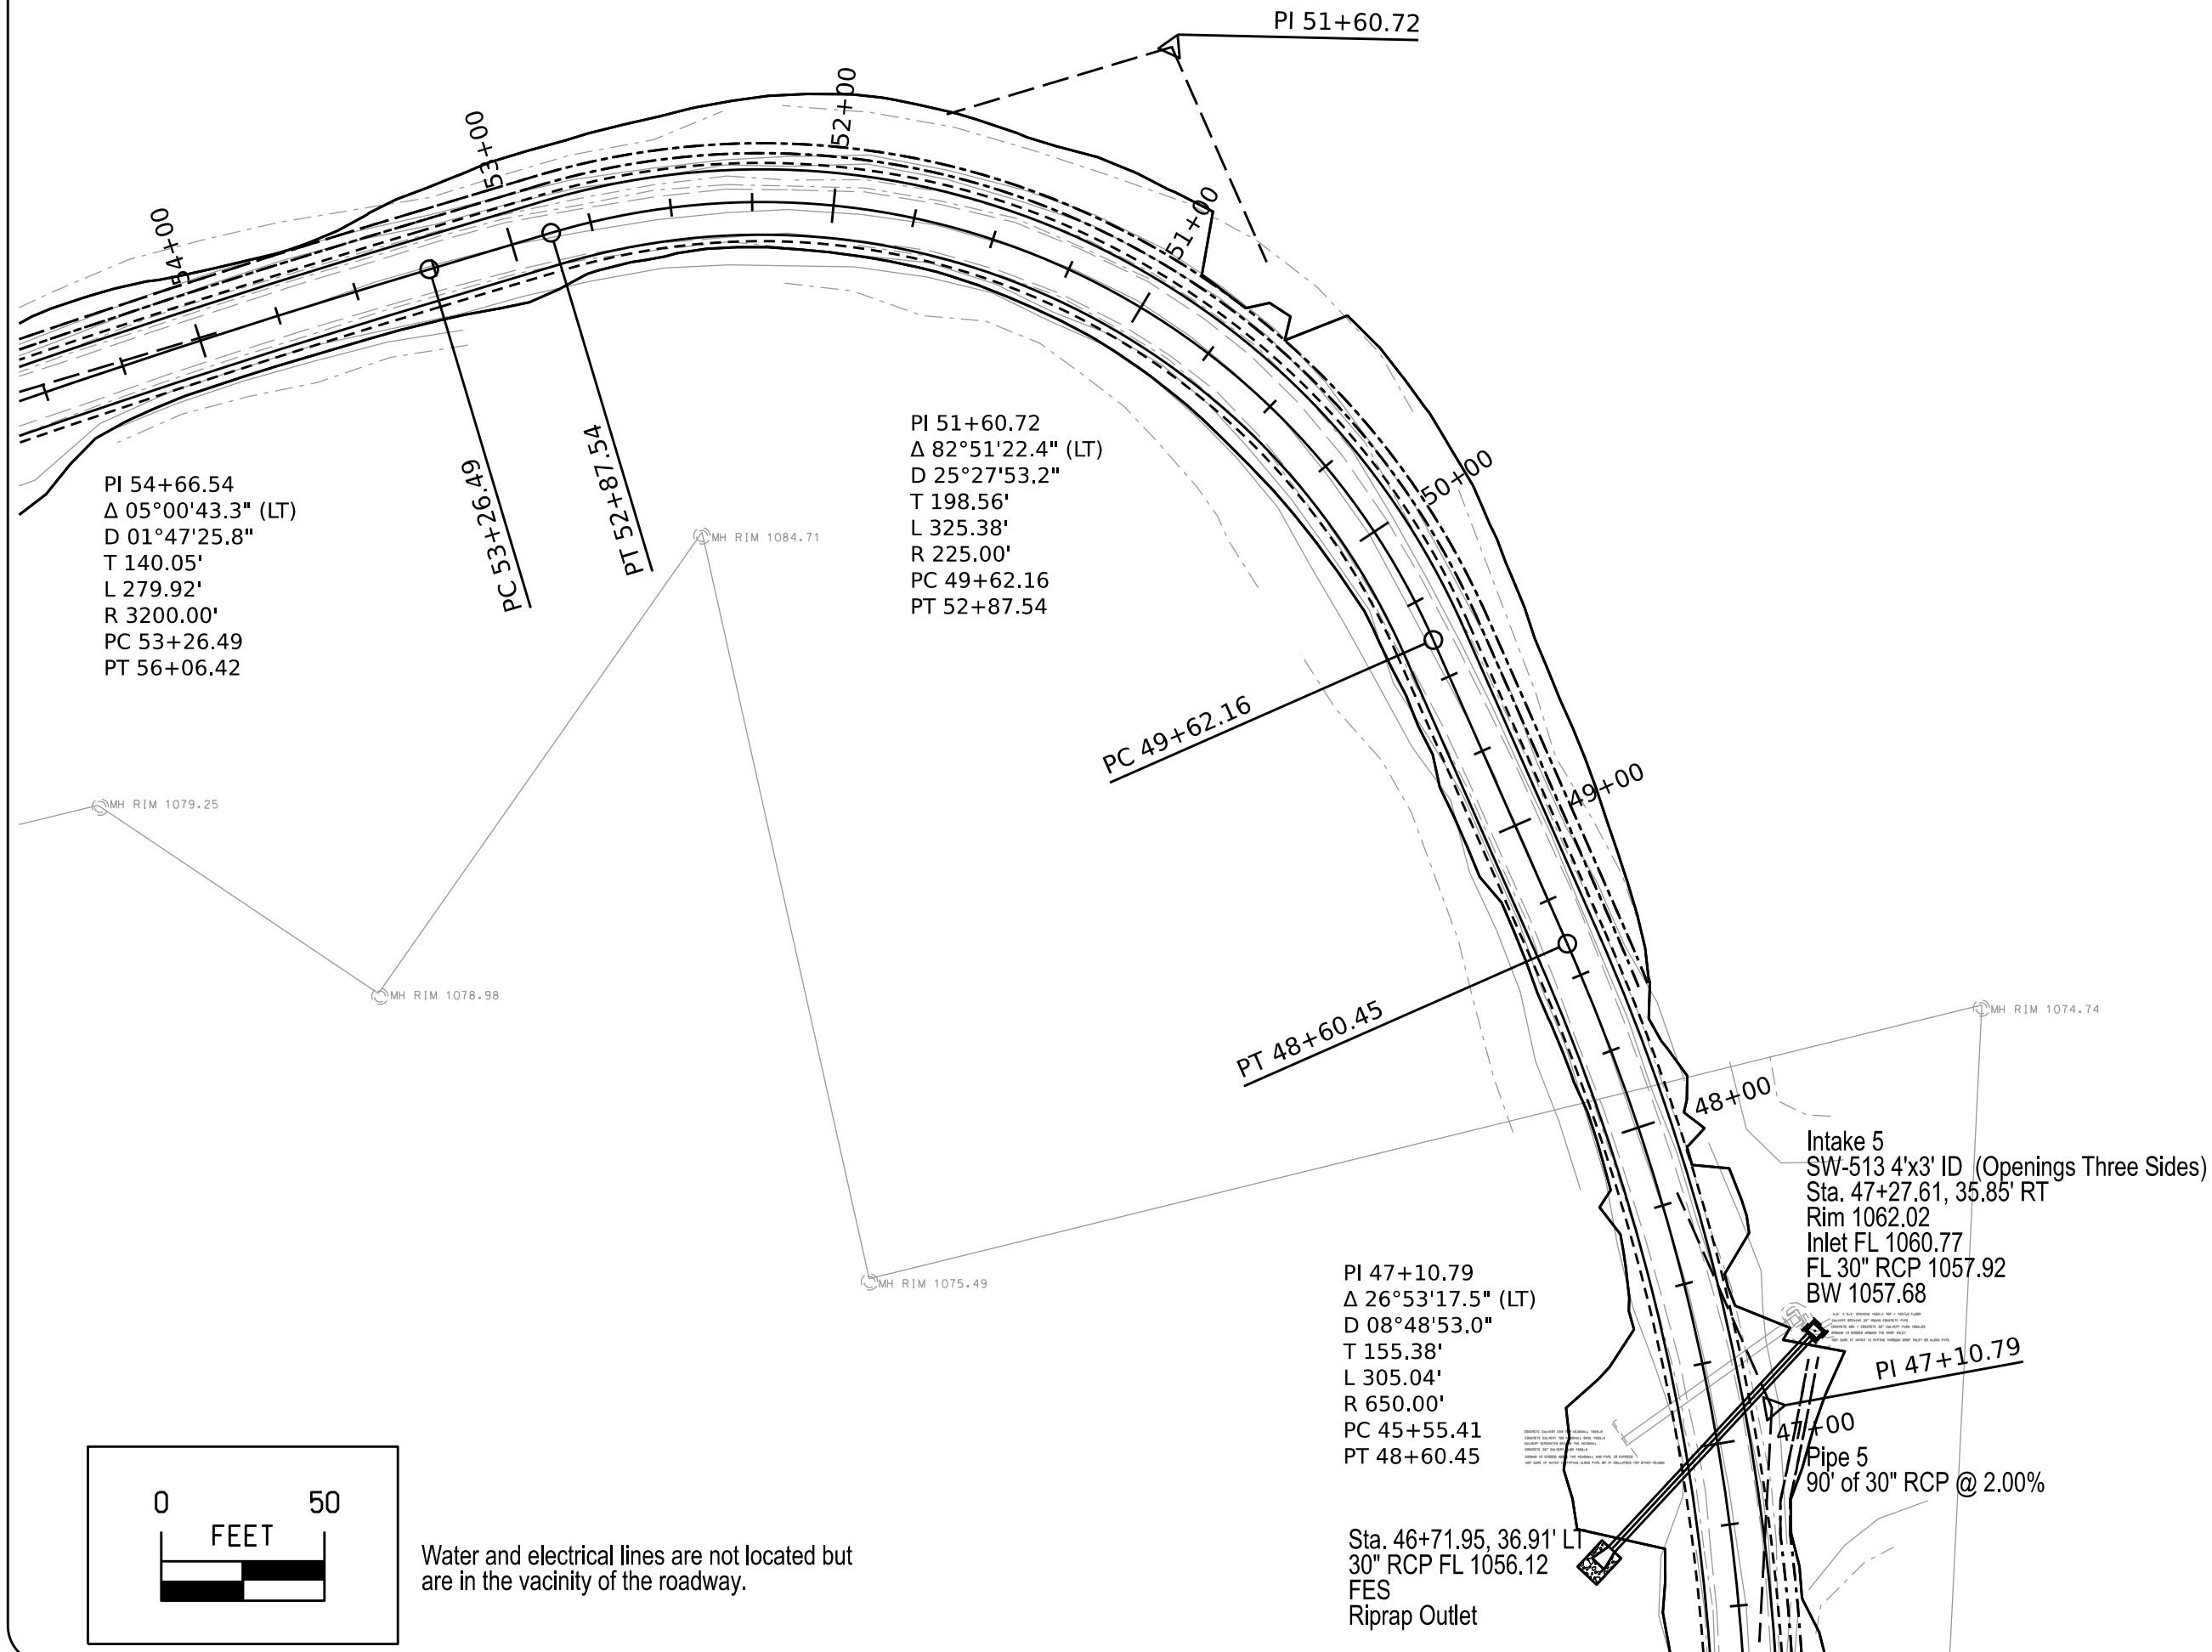 PI 51+60.72
52+00
53+00
54+00
51+00
50+00
49+00
48+00
47+00
PI 54+66.54
Δ 05°00'43.3" (LT)
D 01°47'25.8"
T 140.05'
L 279.92'
R 3200.00'
PC 53+26.49
PT 56+06.42
PC 53+26.49
PT 52+87.54
PI 51+60.72
Δ 82°51'22.4" (LT)
D 25°27'53.2"
T 198.56'
L 325.38'
R 225.00'
PC 49+62.16
PT 52+87.54
MH RIM 1084.71
PC 49+62.16
MH RIM 1079.25
MH RIM 1078.98
PT 48+60.45
MH RIM 1074.74
MH RIM 1075.49
Intake 5
SW-513 4'x3' ID (Openings Three Sides)
Sta. 47+27.61, 35.85' RT
Rim 1062.02
Inlet FL 1060.77
FL 30" RCP 1057.92
BW 1057.68
PI 47+10.79
Δ 26°53'17.5" (LT)
D 08°48'53.0"
T 155.38'
L 305.04'
R 650.00'
PC 45+55.41
PT 48+60.45
PI 47+10.79
Pipe 5
90' of 30" RCP @ 2.00%
Sta. 46+71.95, 36.91' LT
30" RCP FL 1056.12
FES
Riprap Outlet
0 50
FEET
Water and electrical lines are not located but
are in the vacinity of the roadway.